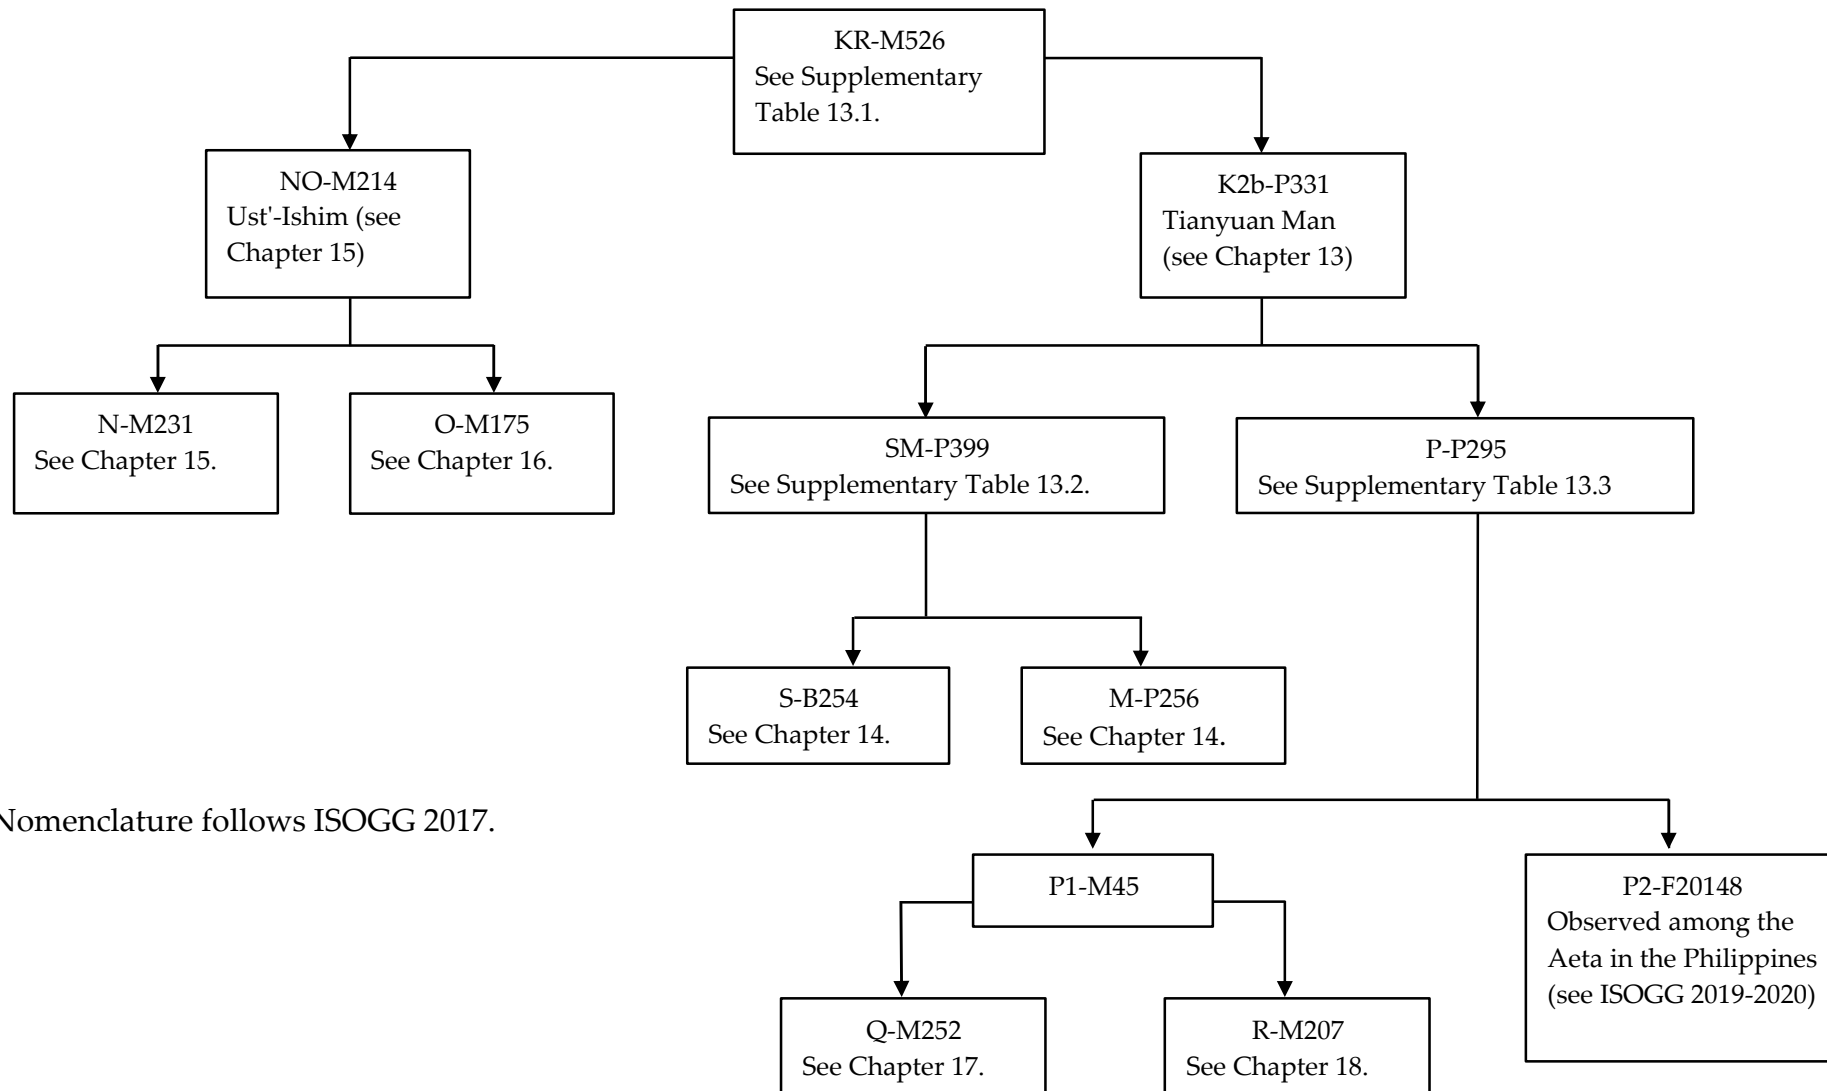 KR-M526
See Supplementary
Table 13.1.
NO-M214
Ust'-Ishim (see
Chapter 15)
K2b-P331
Tianyuan Man
(see Chapter 13)
N-M231
See Chapter 15.
O-M175
See Chapter 16.
SM-P399
See Supplementary Table 13.2.
P-P295
See Supplementary Table 13.3
S-B254
See Chapter 14.
M-P256
See Chapter 14.
Nomenclature follows ISOGG 2017.
P1-M45
P2-F20148
Observed among the
Aeta in the Philippines
(see ISOGG 2019-2020)
Q-M252
See Chapter 17.
R-M207
See Chapter 18.